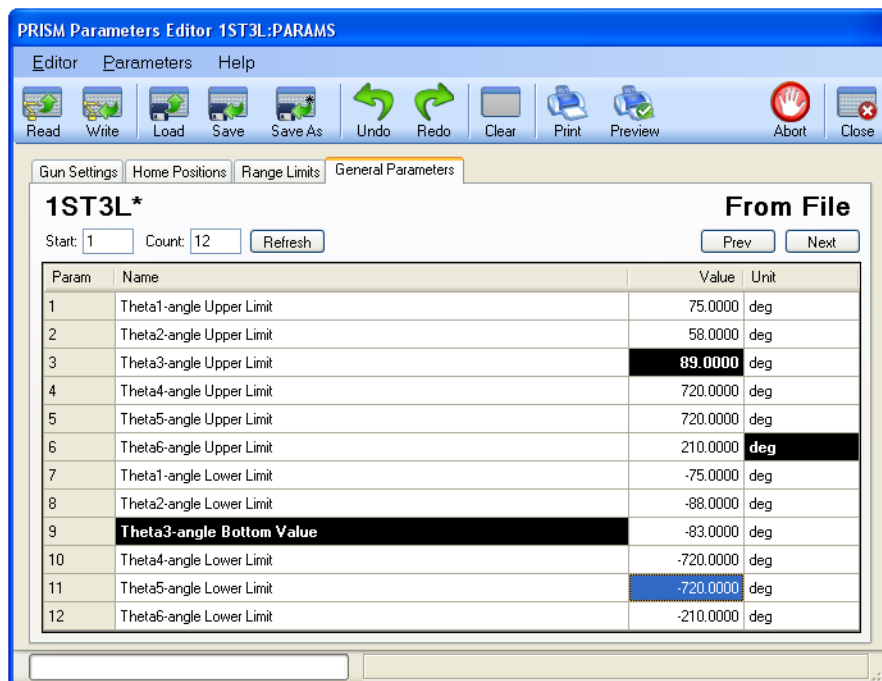 PRISM Parameters Editor 1ST3L:PARAMS
Editor Parameters Help
Read Write Load Save Save As Undo Redo Clear Print Preview Abort Close
Gun Settings Home Positions Range Limits General Parameters
1ST3L* From File
Start: 1 Count: 12 Refresh Prev Next
Param Name Value Unit
1 Theta1-angle Upper Limit 75.0000 deg
2 Theta2-angle Upper Limit 58.0000 deg
3 Theta3-angle Upper Limit 89.0000 deg
4 Theta4-angle Upper Limit 720.0000 deg
5 Theta5-angle Upper Limit 720.0000 deg
6 Theta6-angle Upper Limit 210.0000 deg
7 Theta1-angle Lower Limit -75.0000 deg
8 Theta2-angle Lower Limit -88.0000 deg
9 Theta3-angle Bottom Value -83.0000 deg
10 Theta4-angle Lower Limit -720.0000 deg
11 Theta5-angle Lower Limit -720.0000 deg
12 Theta6-angle Lower Limit -210.0000 deg